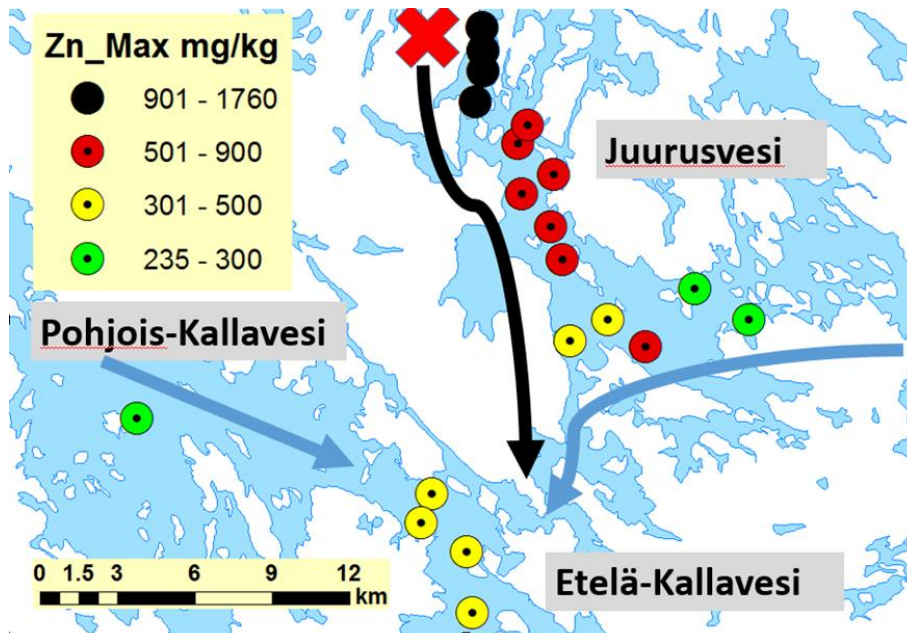 Zn_Max mg/kg
901 - 1760
501 - 900
301 - 500
235 - 300
Juurusvesi
Pohjois-Kallavesi
Etelä-Kallavesi
0 1.5 3 6 9 12
km